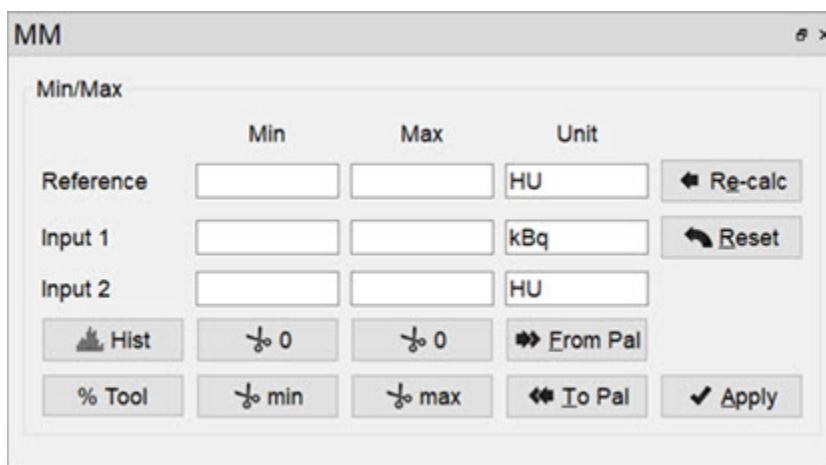 MM
Min/Max
Min Max Unit
Reference HU Re-calc
Input 1 kBq Reset
Input 2 HU
Hist 0 0 From Pal
% Tool min max To Pal Apply